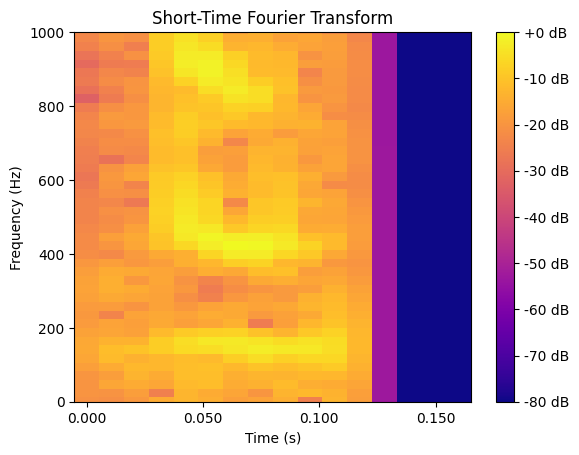 Short-Time Fourier Transform
1000
800
600
400
200
0
Frequency (Hz)
0.000
0.050
0.100
0.150
Time (s)
+0 dB
-10 dB
-20 dB
-30 dB
-40 dB
-50 dB
-60 dB
-70 dB
-80 dB